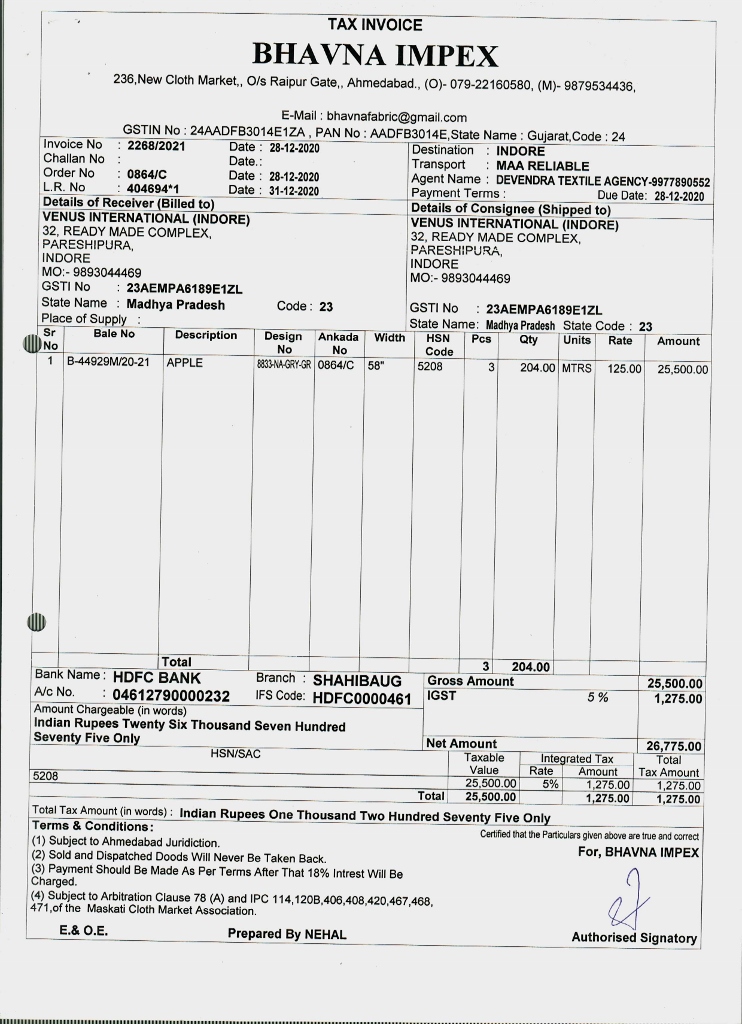 TAX INVOICE
BHAVNA IMPEX
236,New Cloth Market,, O/s Raipur Gate,, Ahmedabad., (O)- 079-22160580, (M)- 9879534436,
E-Mail : bhavnafabric@gmail.com
GSTIN No : 24AADFB3014E1ZA , PAN No : AADFB3014E,State Name : Gujarat,Code : 24
Invoice No : 2268/2021 Date : 28-12-2020
Challan No : Date.:
Order No : 0864/C Date : 28-12-2020
L.R. No : 404694*1 Date : 31-12-2020
Destination : INDORE
Transport : MAA RELIABLE
Agent Name : DEVENDRA TEXTILE AGENCY-9977890552
Payment Terms : Due Date: 28-12-2020
Details of Receiver (Billed to)
VENUS INTERNATIONAL (INDORE)
32, READY MADE COMPLEX,
PARESHIPURA,
INDORE
MO:- 9893044469
GSTI No : 23AEMPA6189E1ZL
State Name : Madhya Pradesh Code : 23
Place of Supply :
Details of Consignee (Shipped to)
VENUS INTERNATIONAL (INDORE)
32, READY MADE COMPLEX,
PARESHIPURA,
INDORE
MO:- 9893044469
GSTI No : 23AEMPA6189E1ZL
State Name: Madhya Pradesh State Code : 23
Sr No Bale No Description Design No Ankada No Width HSN Code Pcs Qty Units Rate Amount
1 B-44929M/20-21 APPLE 8833-NA-GRY-GR 0864/C 58" 5208 3 204.00 MTRS 125.00 25,500.00
Total 3 204.00
Bank Name : HDFC BANK Branch : SHAHIBAUG
A/c No. : 04612790000232 IFS Code: HDFC0000461
Gross Amount 25,500.00
IGST 5 % 1,275.00
Amount Chargeable (in words)
Indian Rupees Twenty Six Thousand Seven Hundred
Seventy Five Only
Net Amount 26,775.00
HSN/SAC Taxable Value Integrated Tax Rate Amount Total Tax Amount
5208 25,500.00 5% 1,275.00 1,275.00
Total 25,500.00 1,275.00 1,275.00
Total Tax Amount (in words) : Indian Rupees One Thousand Two Hundred Seventy Five Only
Terms & Conditions:
(1) Subject to Ahmedabad Juridiction.
(2) Sold and Dispatched Doods Will Never Be Taken Back.
(3) Payment Should Be Made As Per Terms After That 18% Intrest Will Be
Charged.
(4) Subject to Arbitration Clause 78 (A) and IPC 114,120B,406,408,420,467,468,
471,of the Maskati Cloth Market Association.
Certified that the Particulars given above are true and correct
For, BHAVNA IMPEX
E.& O.E. Prepared By NEHAL
Authorised Signatory